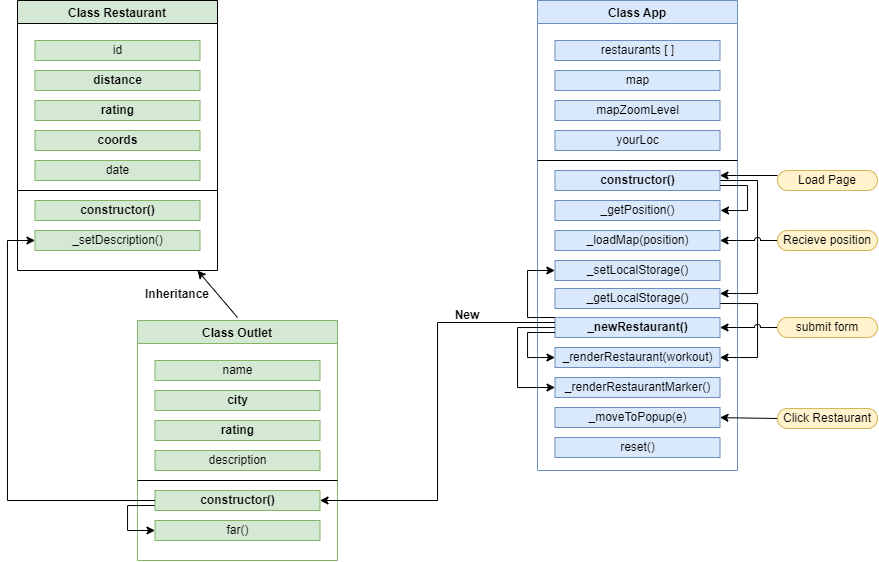 Class Restaurant
id
distance
rating
coords
date
constructor()
_setDescription()
Inheritance
Class Outlet
name
city
rating
description
constructor()
far()
New
Class App
restaurants [ ]
map
mapZoomLevel
yourLoc
constructor()
_getPosition()
_loadMap(position)
_setLocalStorage()
_getLocalStorage()
_newRestaurant()
_renderRestaurant(workout)
_renderRestaurantMarker()
_moveToPopup(e)
reset()
Load Page
Recieve position
submit form
Click Restaurant